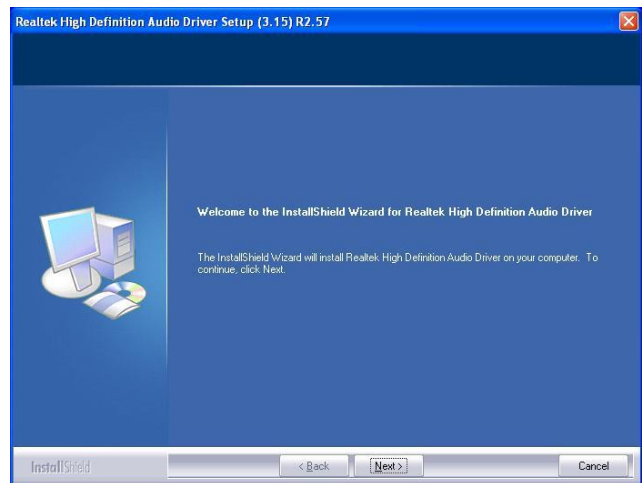 Realtek High Definition Audio Driver Setup (3.15) R2.57
Welcome to the InstallShield Wizard for Realtek High Definition Audio Driver
The InstallShield Wizard will install Realtek High Definition Audio Driver on your computer. To
continue, click Next.
InstallShield
< Back
Next >
Cancel